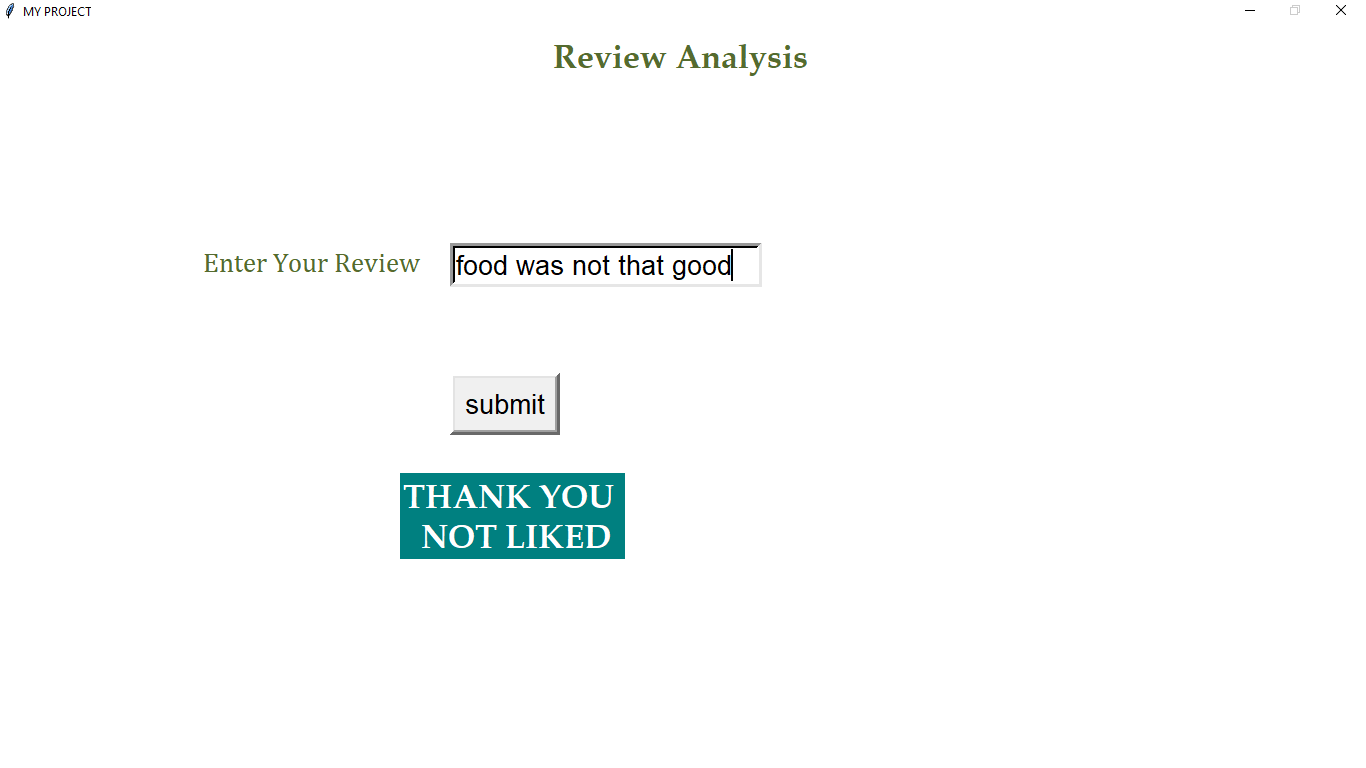 MY PROJECT
Review Analysis
Enter Your Review
food was not that good
submit
THANK YOU
NOT LIKED